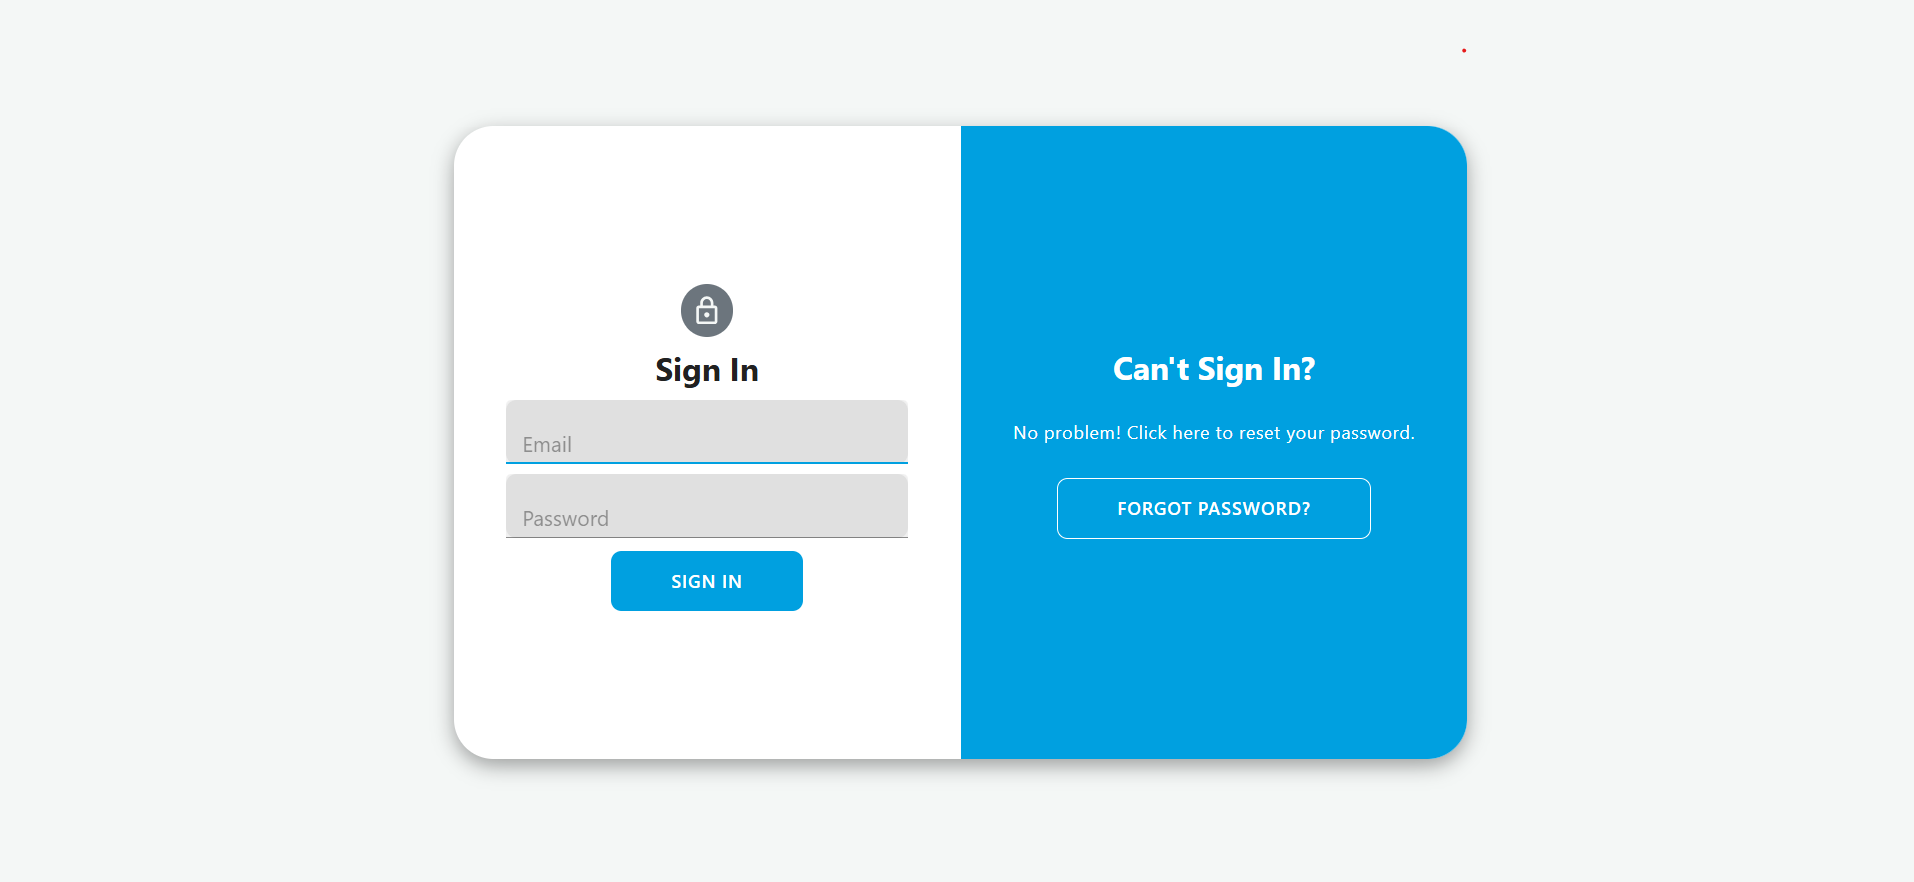 Sign In
Email
Password
SIGN IN
Can't Sign In?
No problem! Click here to reset your password.
FORGOT PASSWORD?